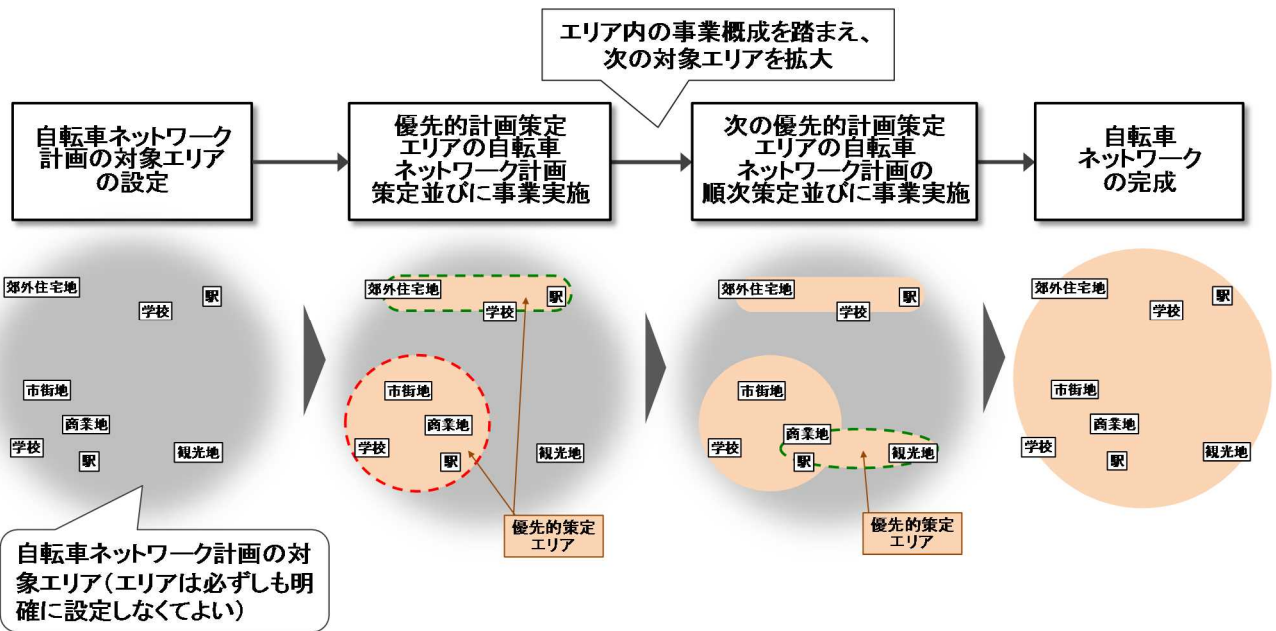 エリア内の事業概成を踏まえ、
次の対象エリアを拡大
自転車ネットワーク
計画の対象エリア
の設定
優先的計画策定
エリアの自転車
ネットワーク計画
策定並びに事業実施
次の優先的計画策定
エリアの自転車
ネットワーク計画の
順次策定並びに事業実施
自転車
ネットワーク
の完成
郊外住宅地
駅
学校
市街地
商業地
学校
駅
観光地
自転車ネットワーク計画の対
象エリア(エリアは必ずしも明
確に設定しなくてよい)
郊外住宅地
駅
学校
市街地
商業地
学校
駅
観光地
優先的策定
エリア
郊外住宅地
駅
学校
市街地
商業地
学校
駅
観光地
優先的策定
エリア
郊外住宅地
駅
学校
市街地
商業地
学校
駅
観光地